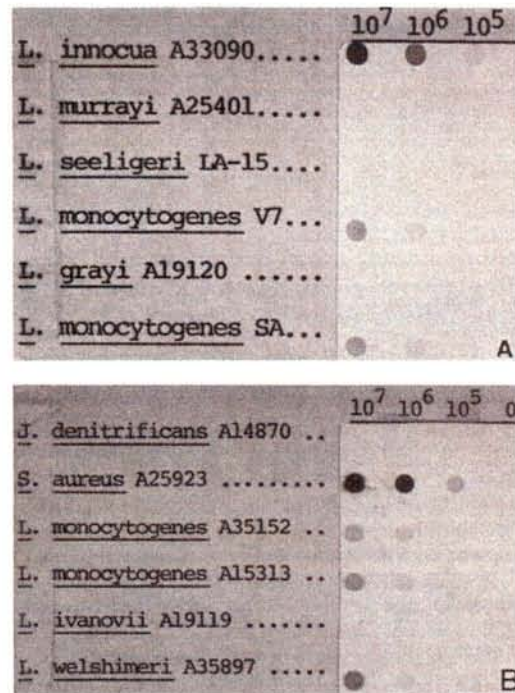 10⁷ 10⁶ 10⁵
L. innocua A33090.....
L. murrayi A25401.....
L. seeligeri LA-15....
L. monocytogenes V7...
L. grayi A19120 ......
L. monocytogenes SA...
A
10⁷ 10⁶ 10⁵ 0
J. denitrificans A14870 ..
S. aureus A25923 .........
L. monocytogenes A35152 ..
L. monocytogenes A15313 ..
L. ivanovii A19119 .......
L. welshimeri A35897 .....
B